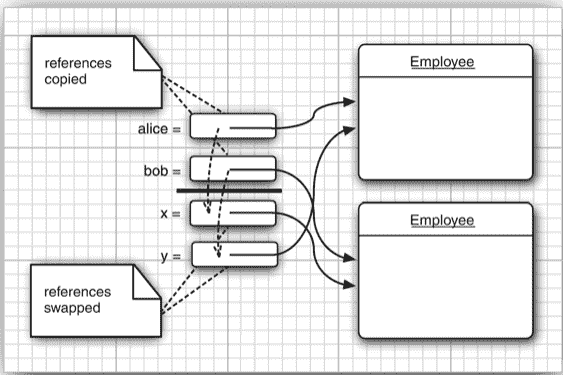 references
copied
Employee
alice =
bob =
x =
y =
Employee
references
swapped